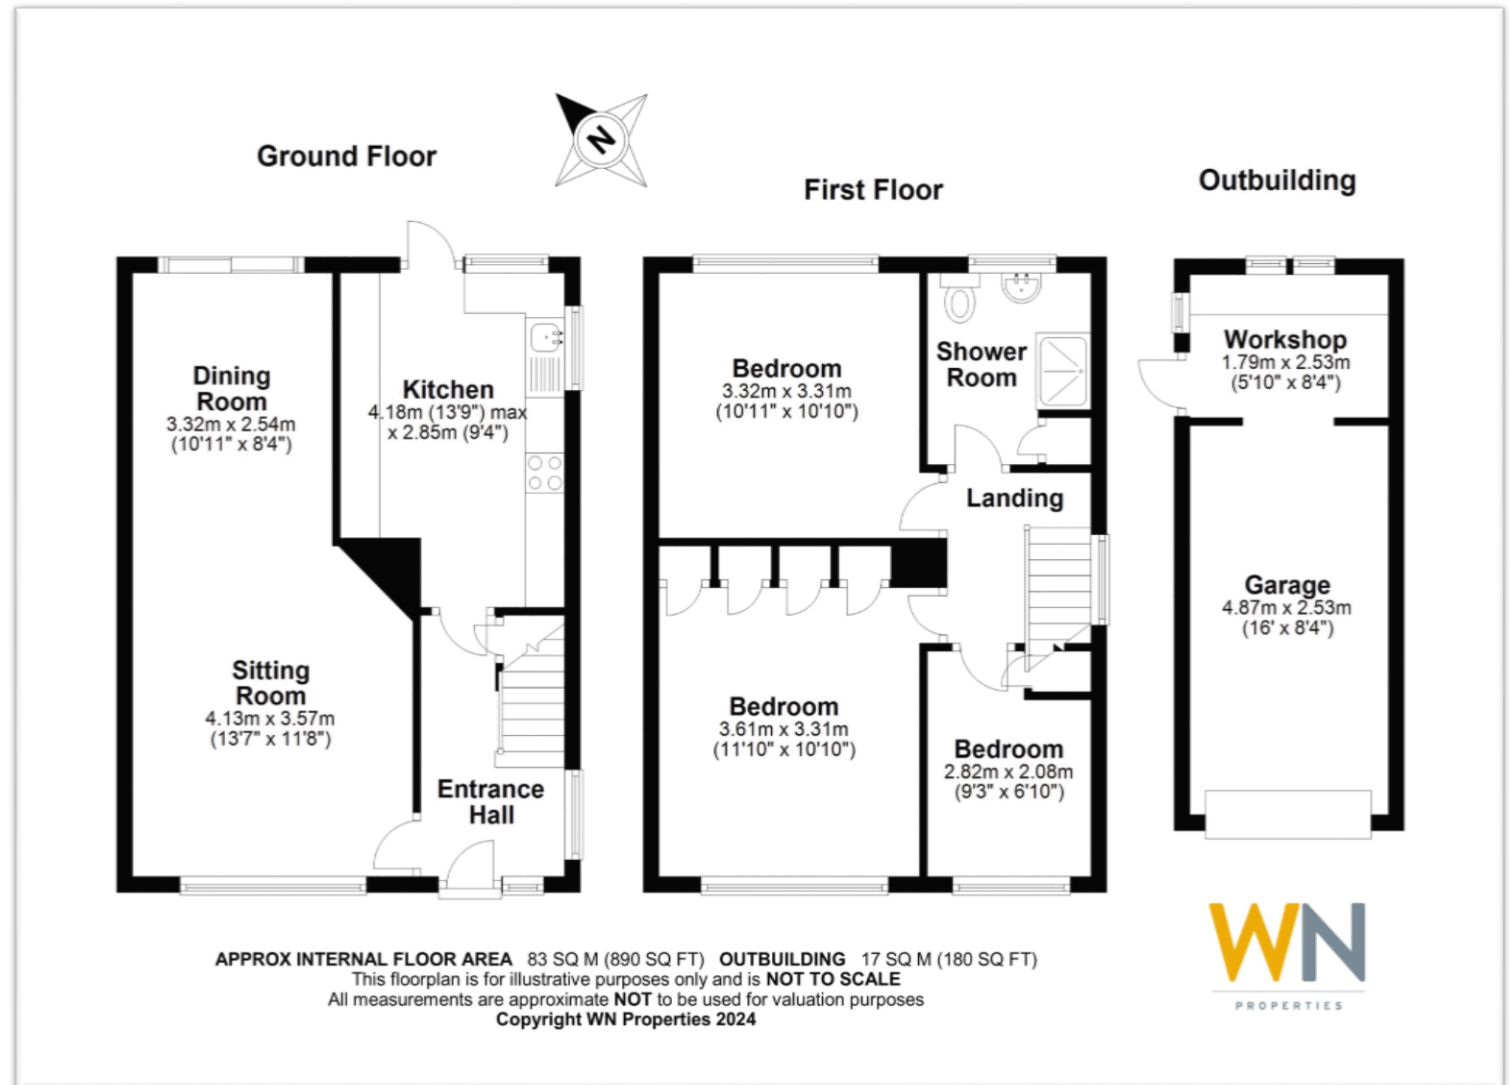 Ground Floor
N
First Floor
Outbuilding
Dining
Room
3.32m x 2.54m
(10'11" x 8'4")
Kitchen
4.18m (13'9") max
x 2.85m (9'4")
Sitting
Room
4.13m x 3.57m
(13'7" x 11'8")
Entrance
Hall
Bedroom
3.32m x 3.31m
(10'11" x 10'10")
Shower
Room
Landing
Bedroom
3.61m x 3.31m
(11'10" x 10'10")
Bedroom
2.82m x 2.08m
(9'3" x 6'10")
Workshop
1.79m x 2.53m
(5'10" x 8'4")
Garage
4.87m x 2.53m
(16' x 8'4")
APPROX INTERNAL FLOOR AREA 83 SQ M (890 SQ FT) OUTBUILDING 17 SQ M (180 SQ FT)
This floorplan is for illustrative purposes only and is NOT TO SCALE
All measurements are approximate NOT to be used for valuation purposes
Copyright WN Properties 2024
WN
PROPERTIES